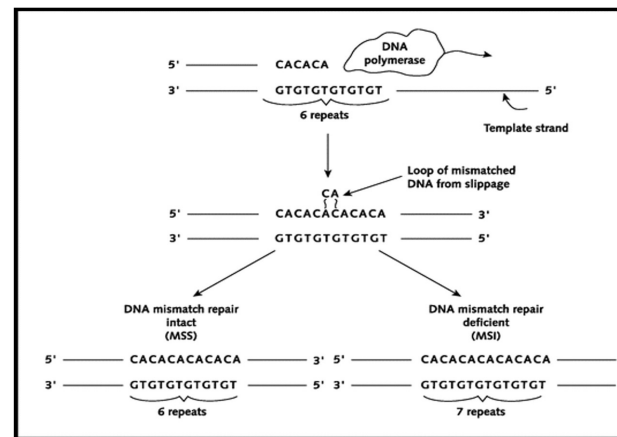 DNA
polymerase
5' CACACA
3' GTGTGTGTGTGT 5'
6 repeats
Template strand
CA
Loop of mismatched
DNA from slippage
5' CACACACACACA 3'
3' GTGTGTGTGTGT 5'
DNA mismatch repair
intact
(MSS)
DNA mismatch repair
deficient
(MSI)
5' CACACACACACA 3' 5' CACACACACACACA
3' GTGTGTGTGTGT 5' 3' GTGTGTGTGTGTGT
6 repeats
7 repeats